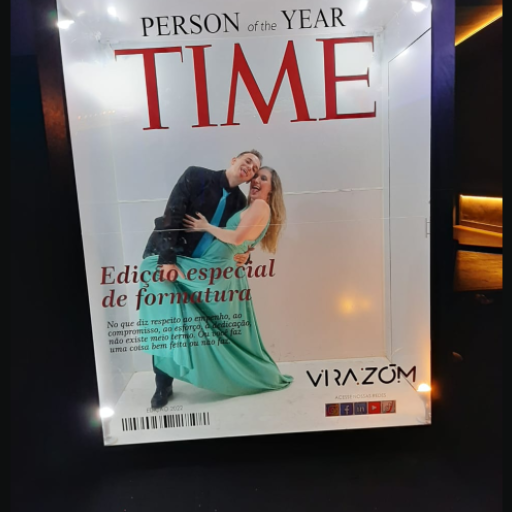 PERSON of the YEAR
TIME
Edição especial
de formatura
No que diz respeito ao empenho, ao
compromisso, ao esforço, à dedicação,
não existe meio termo. Ou você faz
uma coisa bem feita ou não faz.
VIRAZÓM